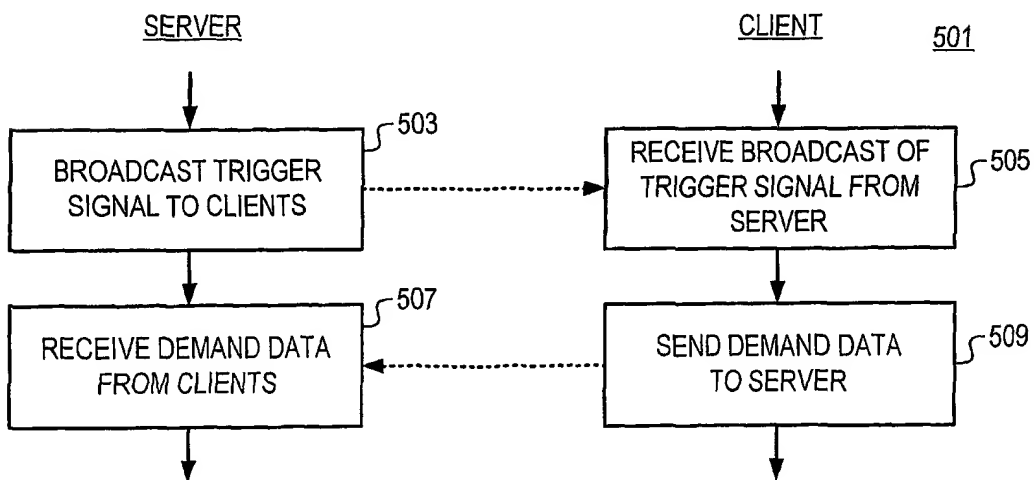 SERVER
CLIENT
501
503
BROADCAST TRIGGER
SIGNAL TO CLIENTS
RECEIVE BROADCAST OF
TRIGGER SIGNAL FROM
SERVER
505
507
RECEIVE DEMAND DATA
FROM CLIENTS
SEND DEMAND DATA
TO SERVER
509